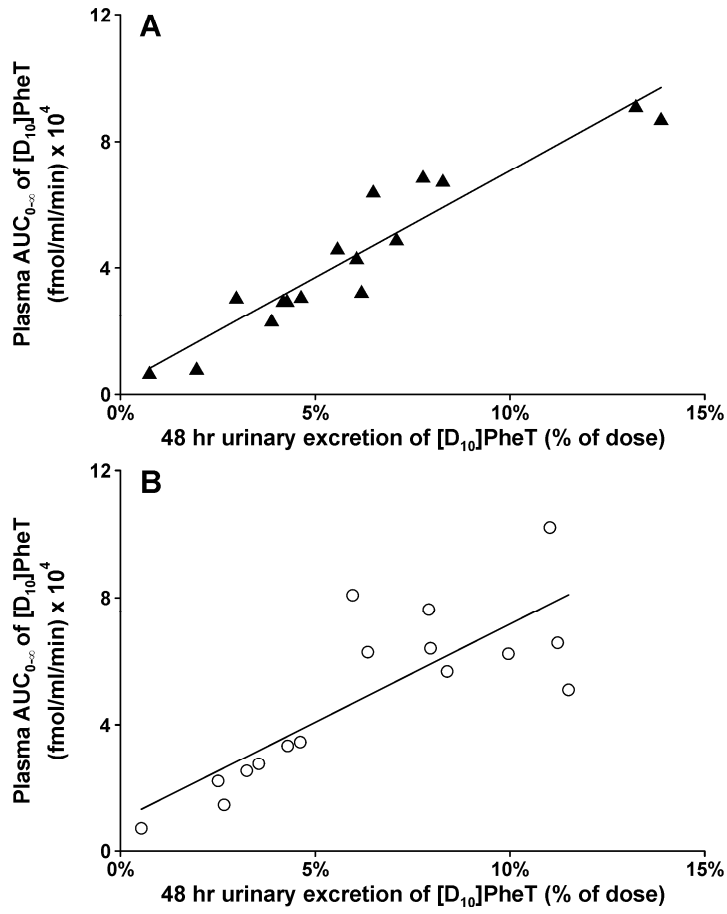 A
12
8
4
0
Plasma AUC0-∞ of [D10]PheT
(fmol/ml/min) x 10^4
0% 5% 10% 15%
48 hr urinary excretion of [D10]PheT (% of dose)
B
12
8
4
0
Plasma AUC0-∞ of [D10]PheT
(fmol/ml/min) x 10^4
0% 5% 10% 15%
48 hr urinary excretion of [D10]PheT (% of dose)